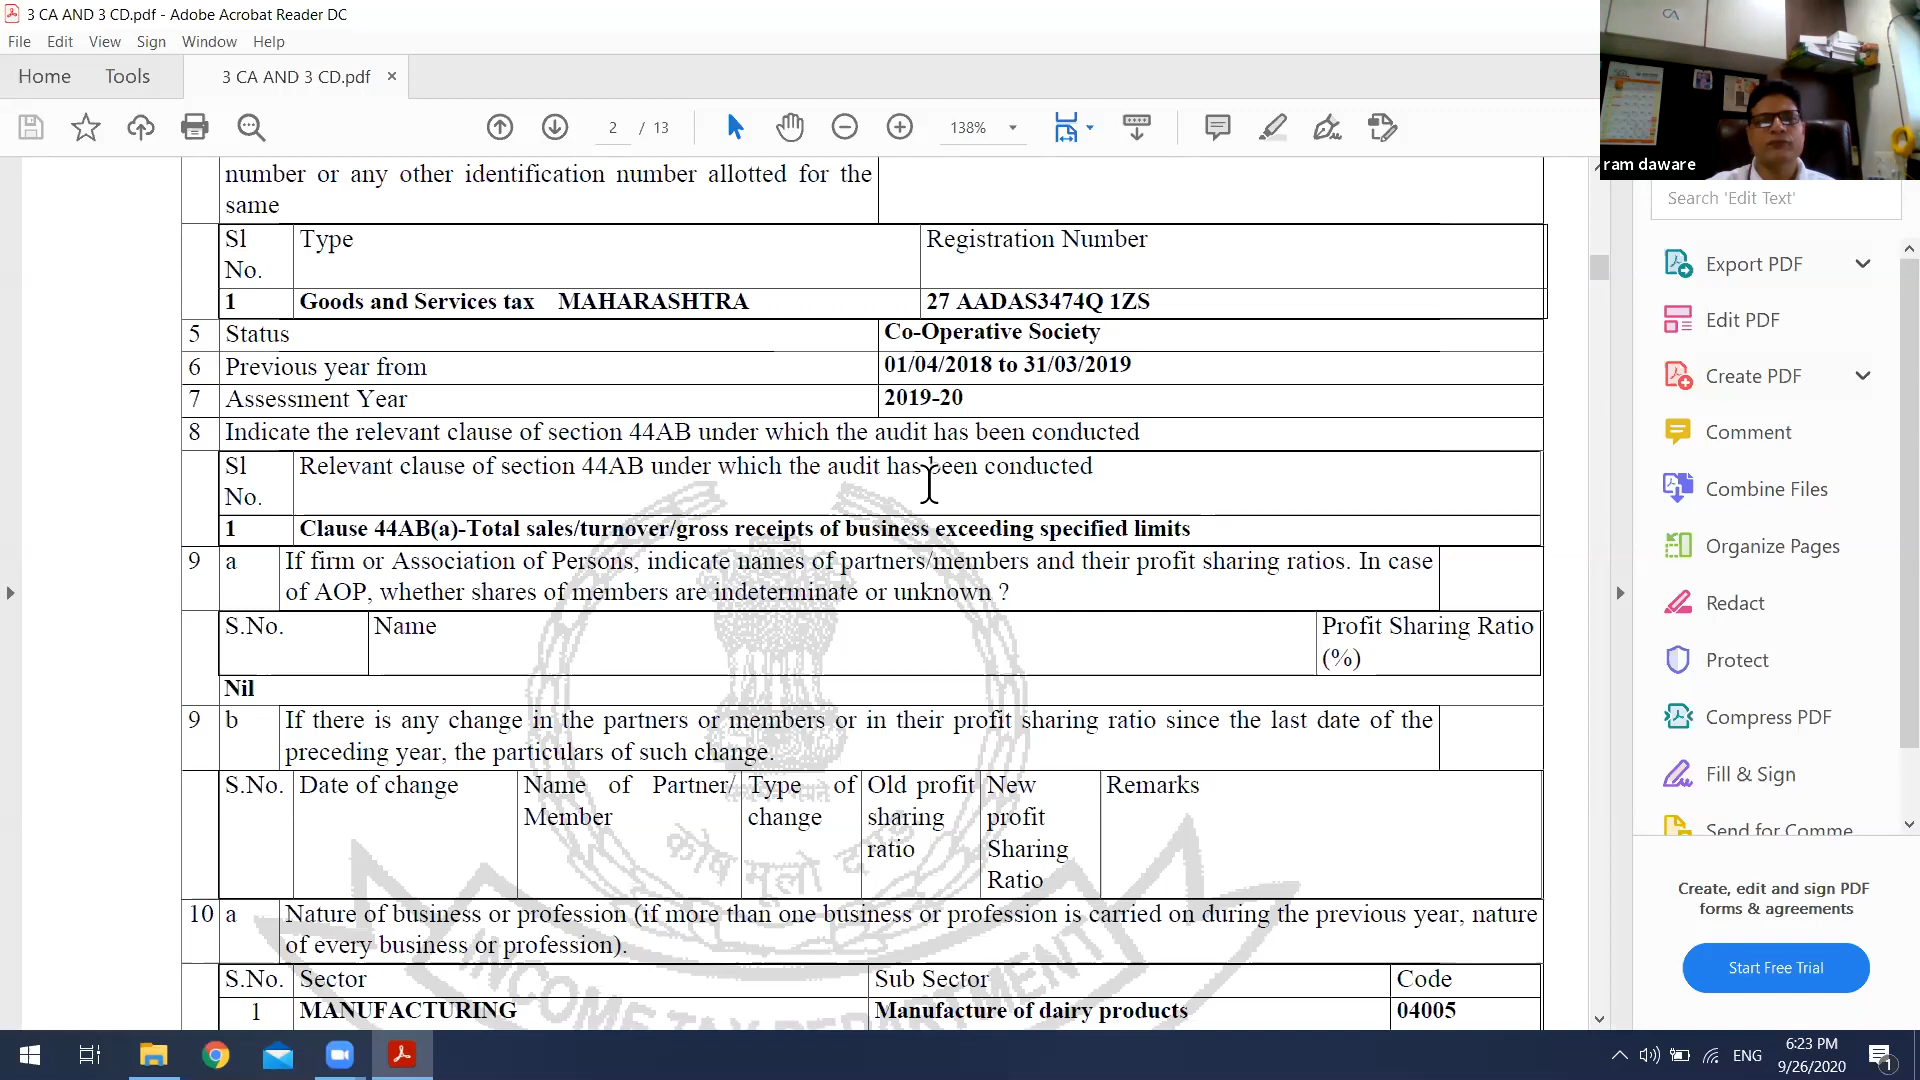 3 CA AND 3 CD.pdf - Adobe Acrobat Reader DC
File Edit View Sign Window Help
Home Tools 3 CA AND 3 CD.pdf ×
2 / 13 138%
ram daware
Search 'Edit Text'
number or any other identification number allotted for the
same
Sl No. Type Registration Number
1 Goods and Services tax MAHARASHTRA 27 AADAS3474Q 1ZS
5 Status Co-Operative Society
6 Previous year from 01/04/2018 to 31/03/2019
7 Assessment Year 2019-20
8 Indicate the relevant clause of section 44AB under which the audit has been conducted
Sl No. Relevant clause of section 44AB under which the audit has been conducted
1 Clause 44AB(a)-Total sales/turnover/gross receipts of business exceeding specified limits
9 a If firm or Association of Persons, indicate names of partners/members and their profit sharing ratios. In case
of AOP, whether shares of members are indeterminate or unknown ?
S.No. Name Profit Sharing Ratio (%)
Nil
9 b If there is any change in the partners or members or in their profit sharing ratio since the last date of the
preceding year, the particulars of such change.
S.No. Date of change Name of Partner/ Member Type of change Old profit sharing ratio New profit Sharing Ratio Remarks
10 a Nature of business or profession (if more than one business or profession is carried on during the previous year, nature
of every business or profession).
S.No. Sector Sub Sector Code
1 MANUFACTURING Manufacture of dairy products 04005
कोष मूलो
INCOME TAX DEPARTMENT
Export PDF
Edit PDF
Create PDF
Comment
Combine Files
Organize Pages
Redact
Protect
Compress PDF
Fill & Sign
Send for Comme
Create, edit and sign PDF
forms & agreements
Start Free Trial
ENG
6:23 PM
9/26/2020
1